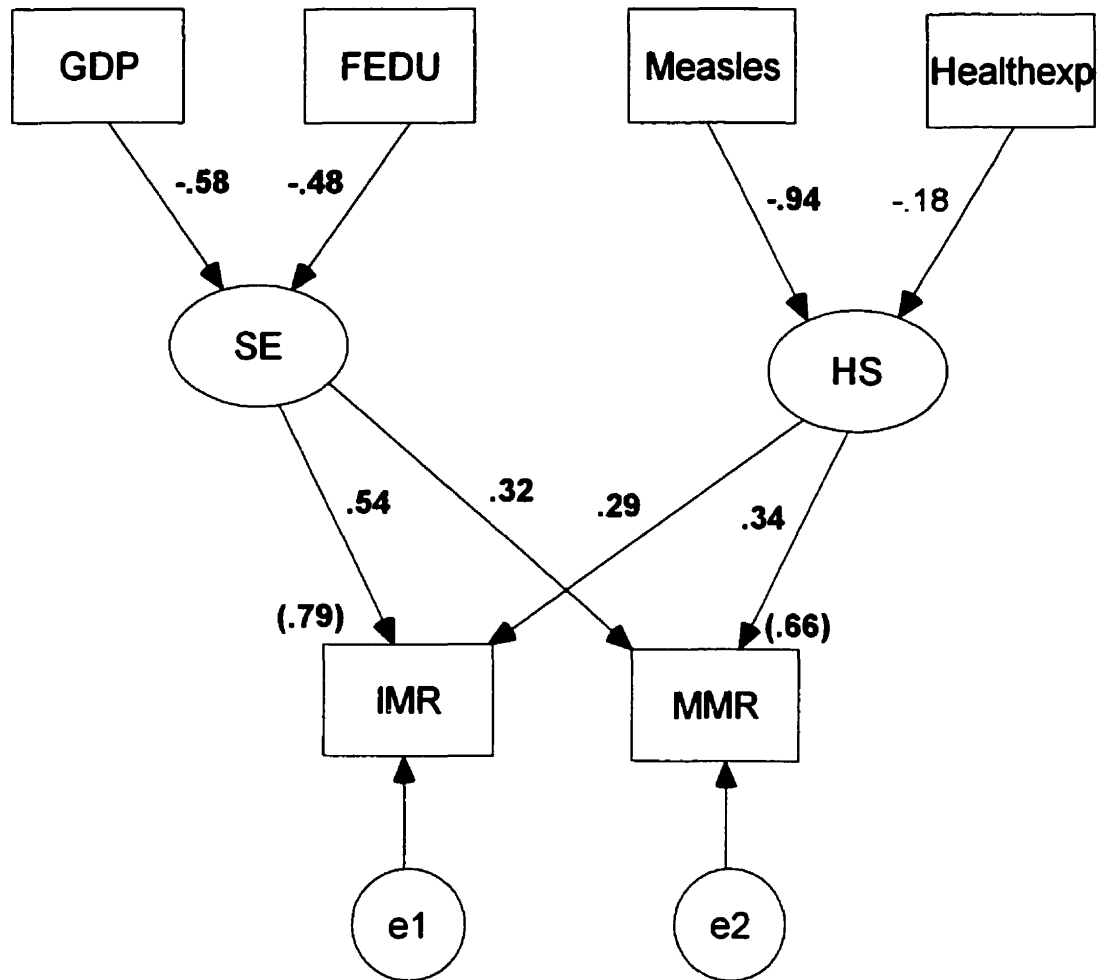 GDP
FEDU
Measles
Healthexp
-.58
-.48
-.94
-.18
SE
HS
.54
.32
.29
.34
(.79)
(.66)
IMR
MMR
e1
e2